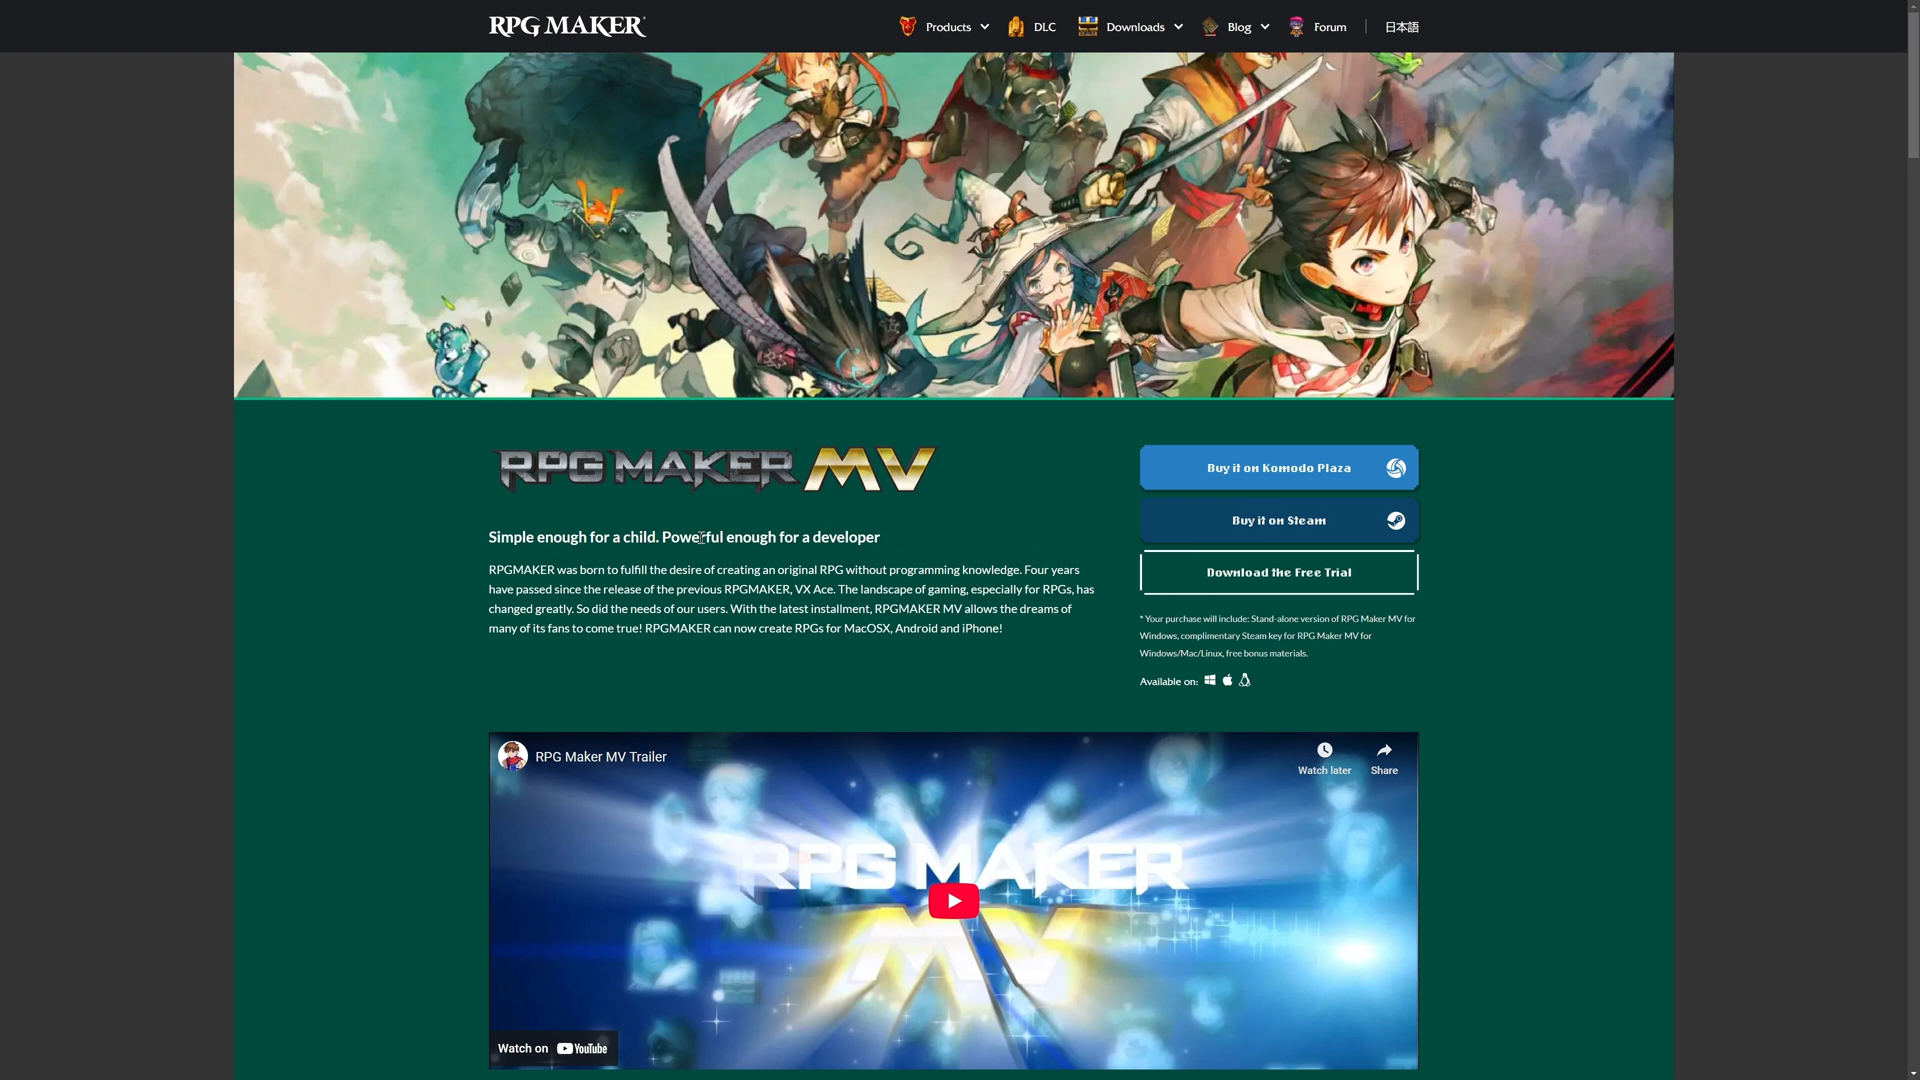 RPG MAKER
Products
DLC
Downloads
Blog
Forum
日本語
RPG MAKER MV
Simple enough for a child. Powerful enough for a developer
RPGMAKER was born to fulfill the desire of creating an original RPG without programming knowledge. Four years
have passed since the release of the previous RPGMAKER, VX Ace. The landscape of gaming, especially for RPGs, has
changed greatly. So did the needs of our users. With the latest installment, RPGMAKER MV allows the dreams of
many of its fans to come true! RPGMAKER can now create RPGs for MacOSX, Android and iPhone!
Buy it on Komodo Plaza
Buy it on Steam
Download the Free Trial
* Your purchase will include: Stand-alone version of RPG Maker MV for
Windows, complimentary Steam key for RPG Maker MV for
Windows/Mac/Linux, free bonus materials.
Available on:
RPG Maker MV Trailer
Watch later
Share
RPG MAKER
MV
Watch on YouTube